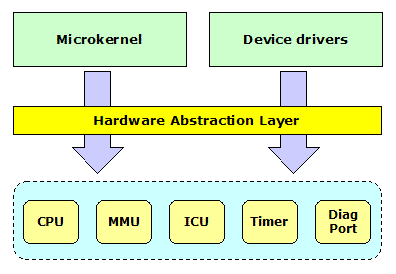 Microkernel
Device drivers
Hardware Abstraction Layer
CPU
MMU
ICU
Timer
Diag
Port